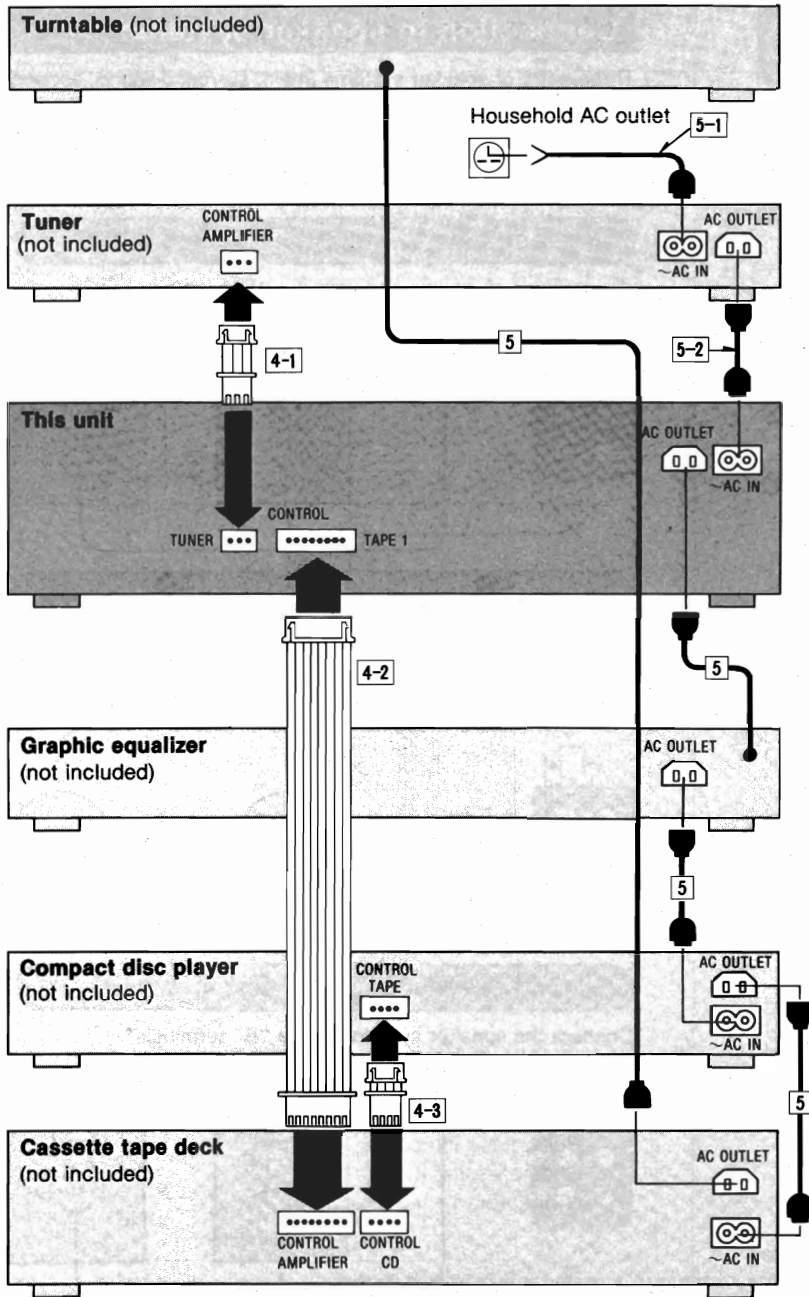 Turntable (not included)
Household AC outlet
5-1
Tuner
(not included)
CONTROL
AMPLIFIER
AC OUTLET
~AC IN
4-1
5
5-2
This unit
AC OUTLET
~AC IN
CONTROL
TUNER
TAPE 1
4-2
5
Graphic equalizer
(not included)
AC OUTLET
5
Compact disc player
(not included)
CONTROL
TAPE
AC OUTLET
~AC IN
4-3
5
Cassette tape deck
(not included)
AC OUTLET
CONTROL
AMPLIFIER
CONTROL
CD
~AC IN